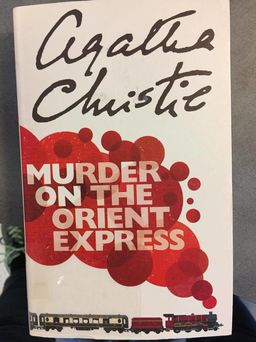 Agatha
Christie
MURDER
ON THE
ORIENT
EXPRESS